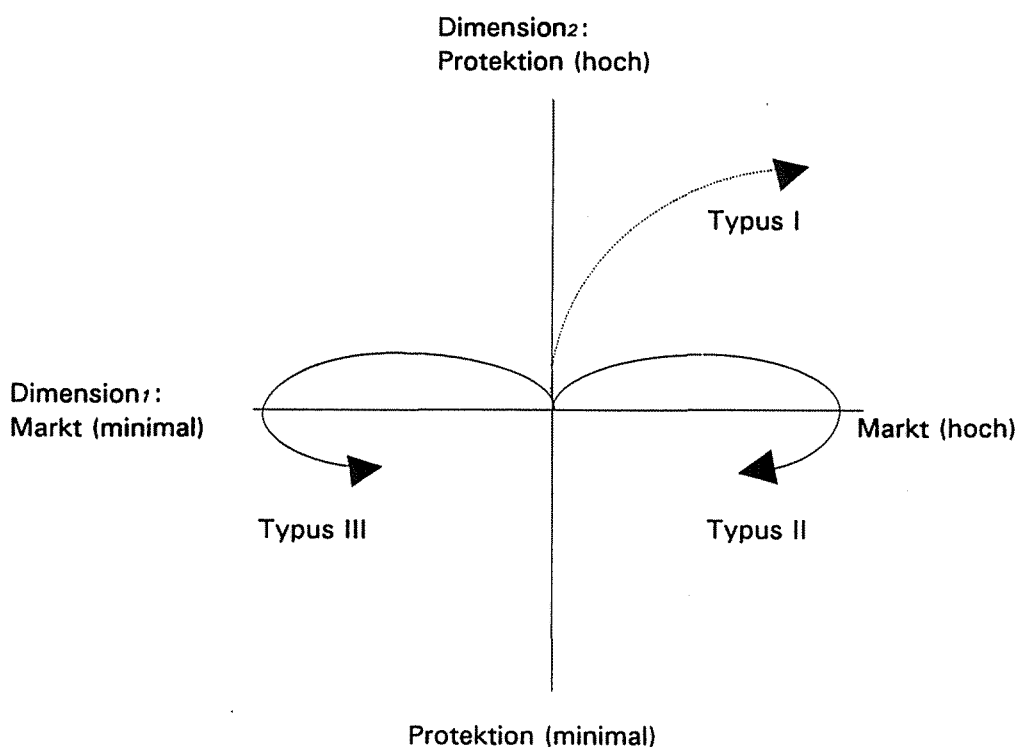 Dimension2:
Protektion (hoch)
Typus I
Dimension1:
Markt (minimal)
Markt (hoch)
Typus III
Typus II
Protektion (minimal)